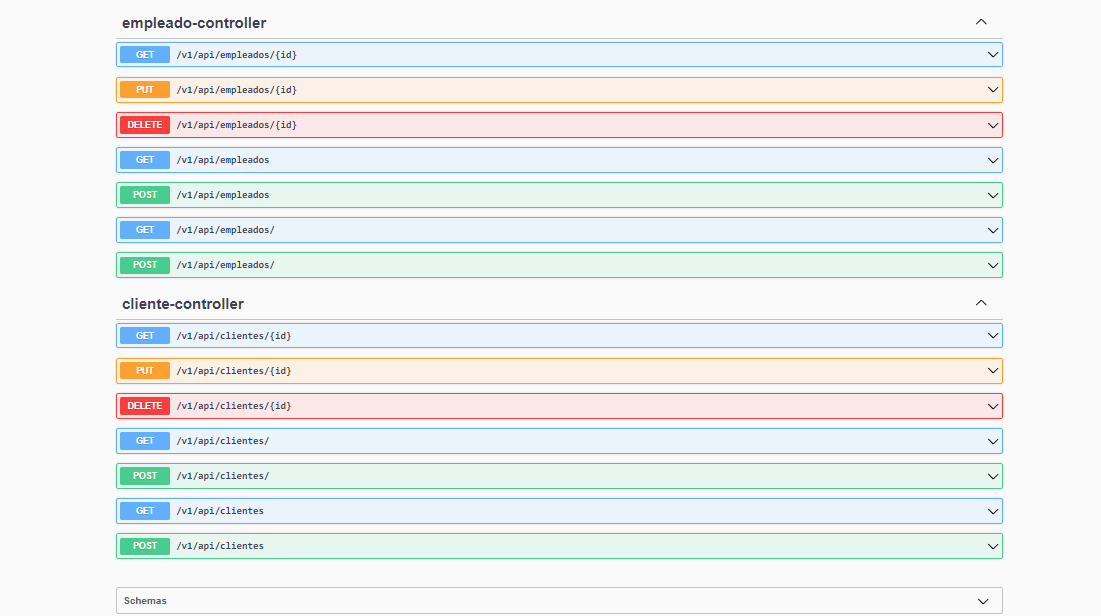 empleado-controller
GET /v1/api/empleados/{id}
PUT /v1/api/empleados/{id}
DELETE /v1/api/empleados/{id}
GET /v1/api/empleados
POST /v1/api/empleados
GET /v1/api/empleados/
POST /v1/api/empleados/
cliente-controller
GET /v1/api/clientes/{id}
PUT /v1/api/clientes/{id}
DELETE /v1/api/clientes/{id}
GET /v1/api/clientes/
POST /v1/api/clientes/
GET /v1/api/clientes
POST /v1/api/clientes
Schemas